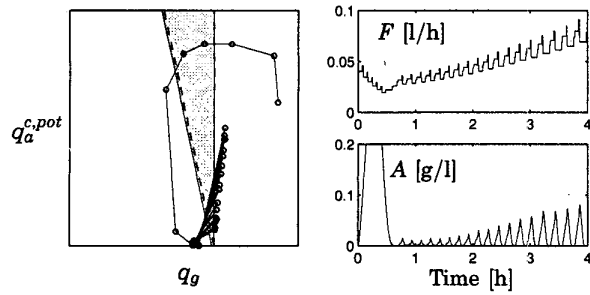 q_a^{c,pot}
q_g
F [l/h]
0.1
0.05
0
0 1 2 3 4
A [g/l]
0.2
0.1
0
0 1 2 3 4
Time [h]